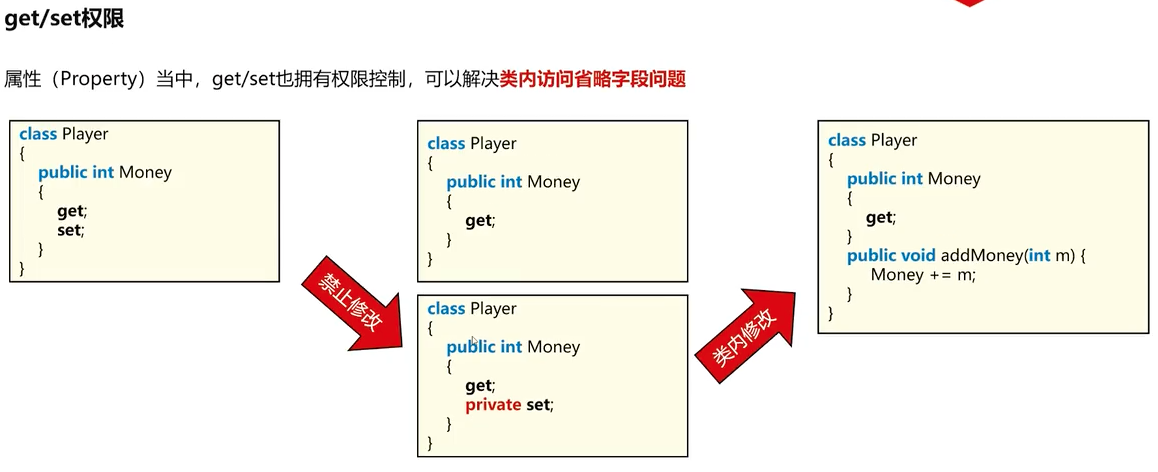 get/set权限
属性（Property）当中，get/set也拥有权限控制，可以解决类内访问省略字段问题
class Player
{
public int Money
{
get;
set;
}
}
禁止修改
class Player
{
public int Money
{
get;
}
}
class Player
{
public int Money
{
get;
private set;
}
}
类内修改
class Player
{
public int Money
{
get;
}
public void addMoney(int m) {
Money += m;
}
}